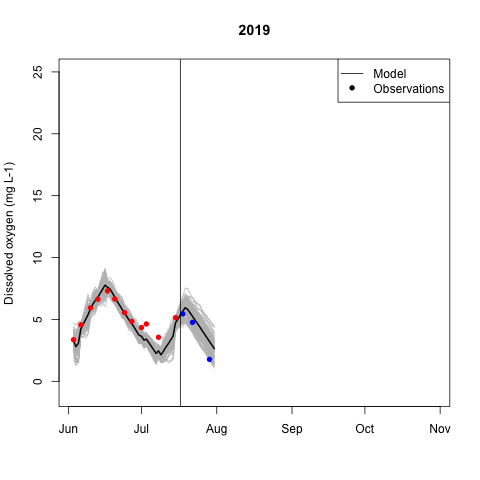 2019
Model
Observations
Dissolved oxygen (mg L-1)
25
20
15
10
5
0
Jun Jul Aug Sep Oct Nov